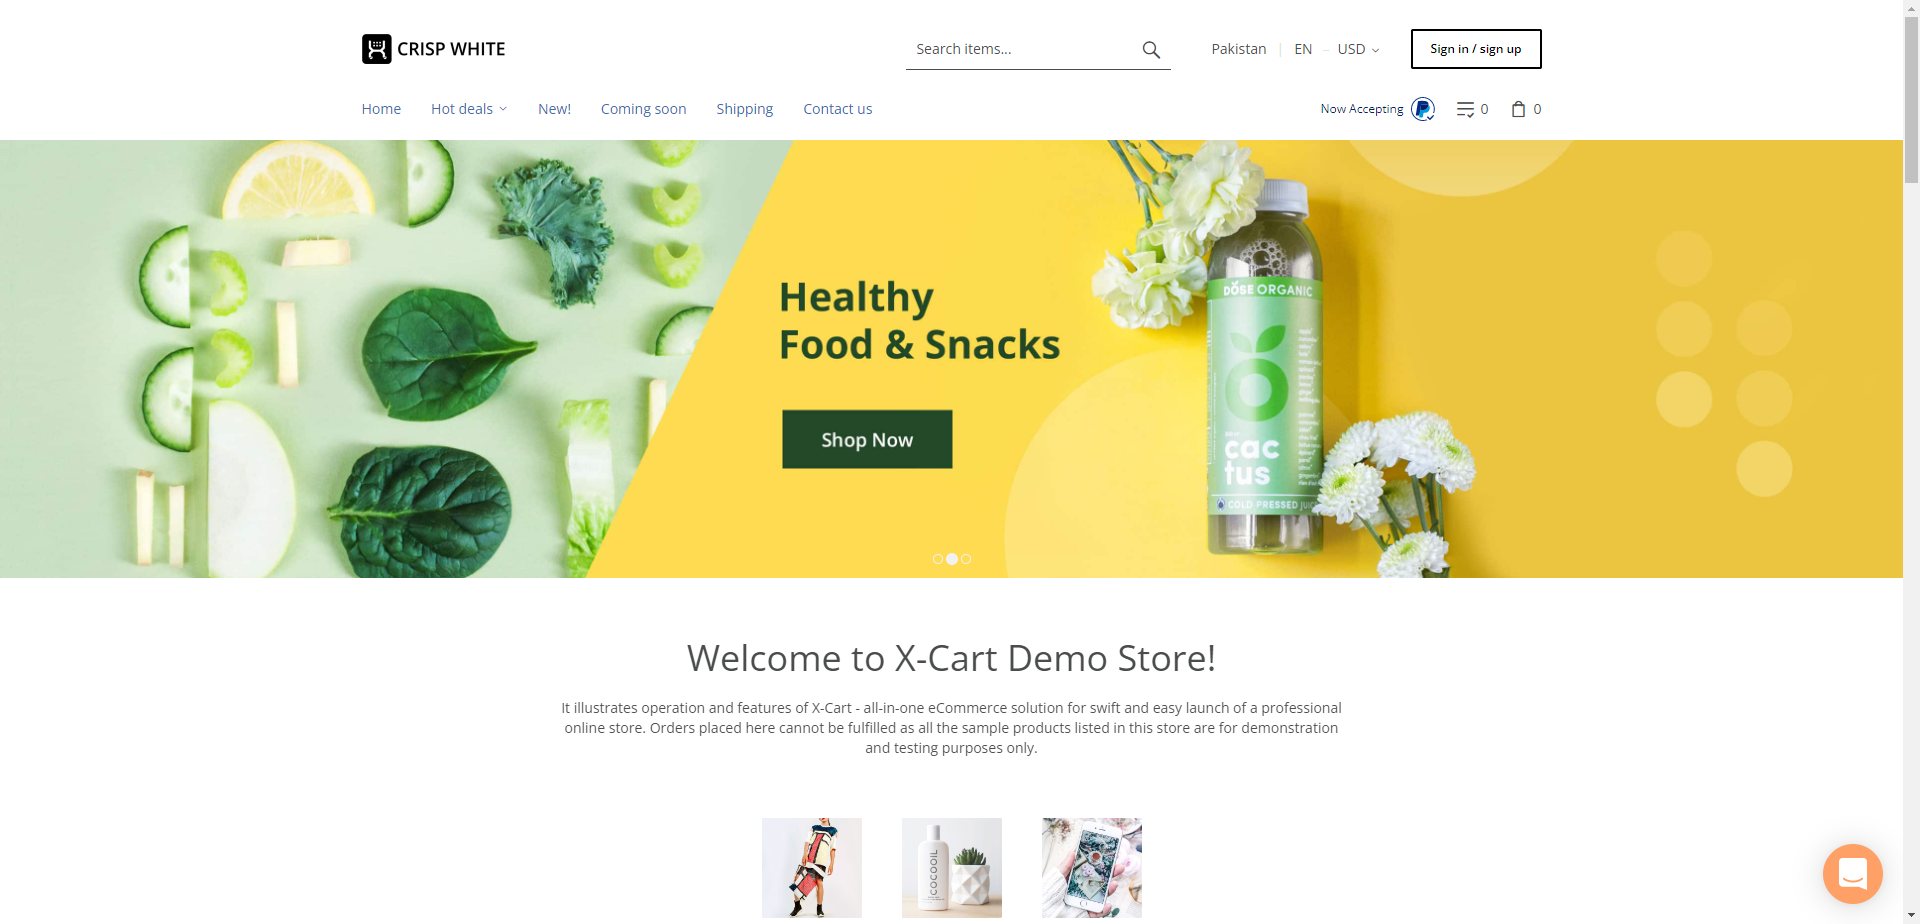 CRISP WHITE
Search items...
Pakistan
EN
USD
Sign in / sign up
Home
Hot deals
New!
Coming soon
Shipping
Contact us
Now Accepting
0
0
Healthy
Food & Snacks
Shop Now
DOSE ORGANIC
cac
tus
COLD PRESSED JUIC
Welcome to X-Cart Demo Store!
It illustrates operation and features of X-Cart - all-in-one eCommerce solution for swift and easy launch of a professional
online store. Orders placed here cannot be fulfilled as all the sample products listed in this store are for demonstration
and testing purposes only.
COCOOIL